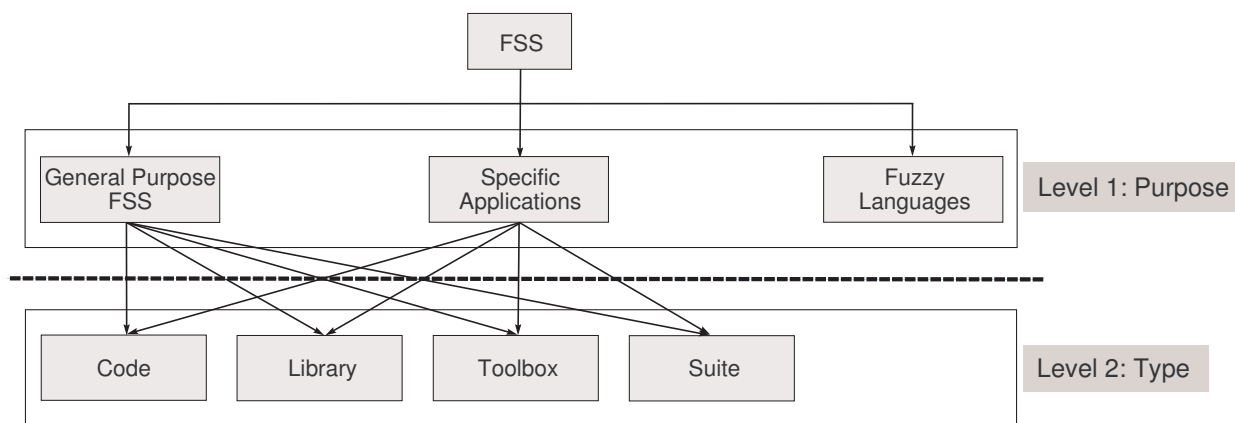 FSS
General Purpose
FSS
Specific
Applications
Fuzzy
Languages
Level 1: Purpose
Code
Library
Toolbox
Suite
Level 2: Type